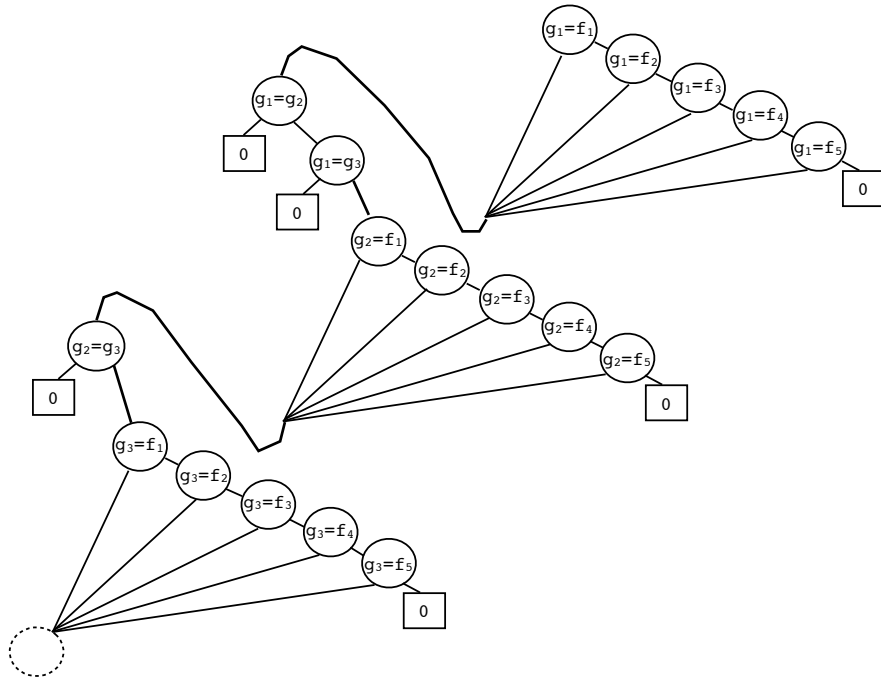 g₁=f₁
g₁=f₂
g₁=f₃
g₁=f₄
g₁=f₅
0
g₁=g₂
0
g₁=g₃
0
g₂=f₁
g₂=f₂
g₂=f₃
g₂=f₄
g₂=f₅
0
g₂=g₃
0
g₃=f₁
g₃=f₂
g₃=f₃
g₃=f₄
g₃=f₅
0